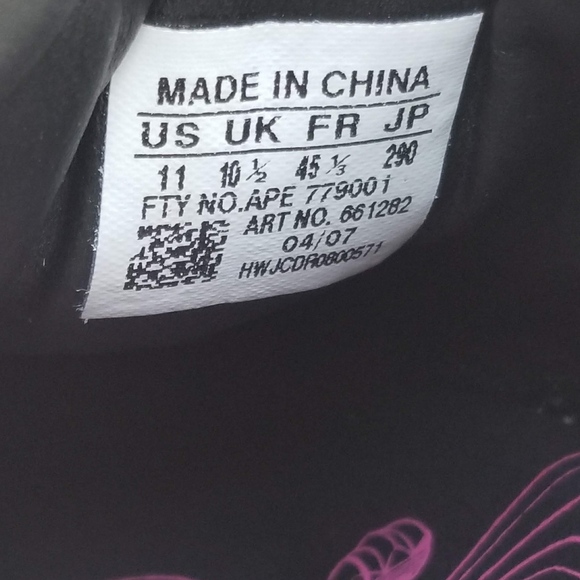 MADE IN CHINA
US UK FR JP
11 10 ½ 45 ⅓ 290
FTY NO.APE 779001
ART NO. 661282
04/07
HWJCDR0800571